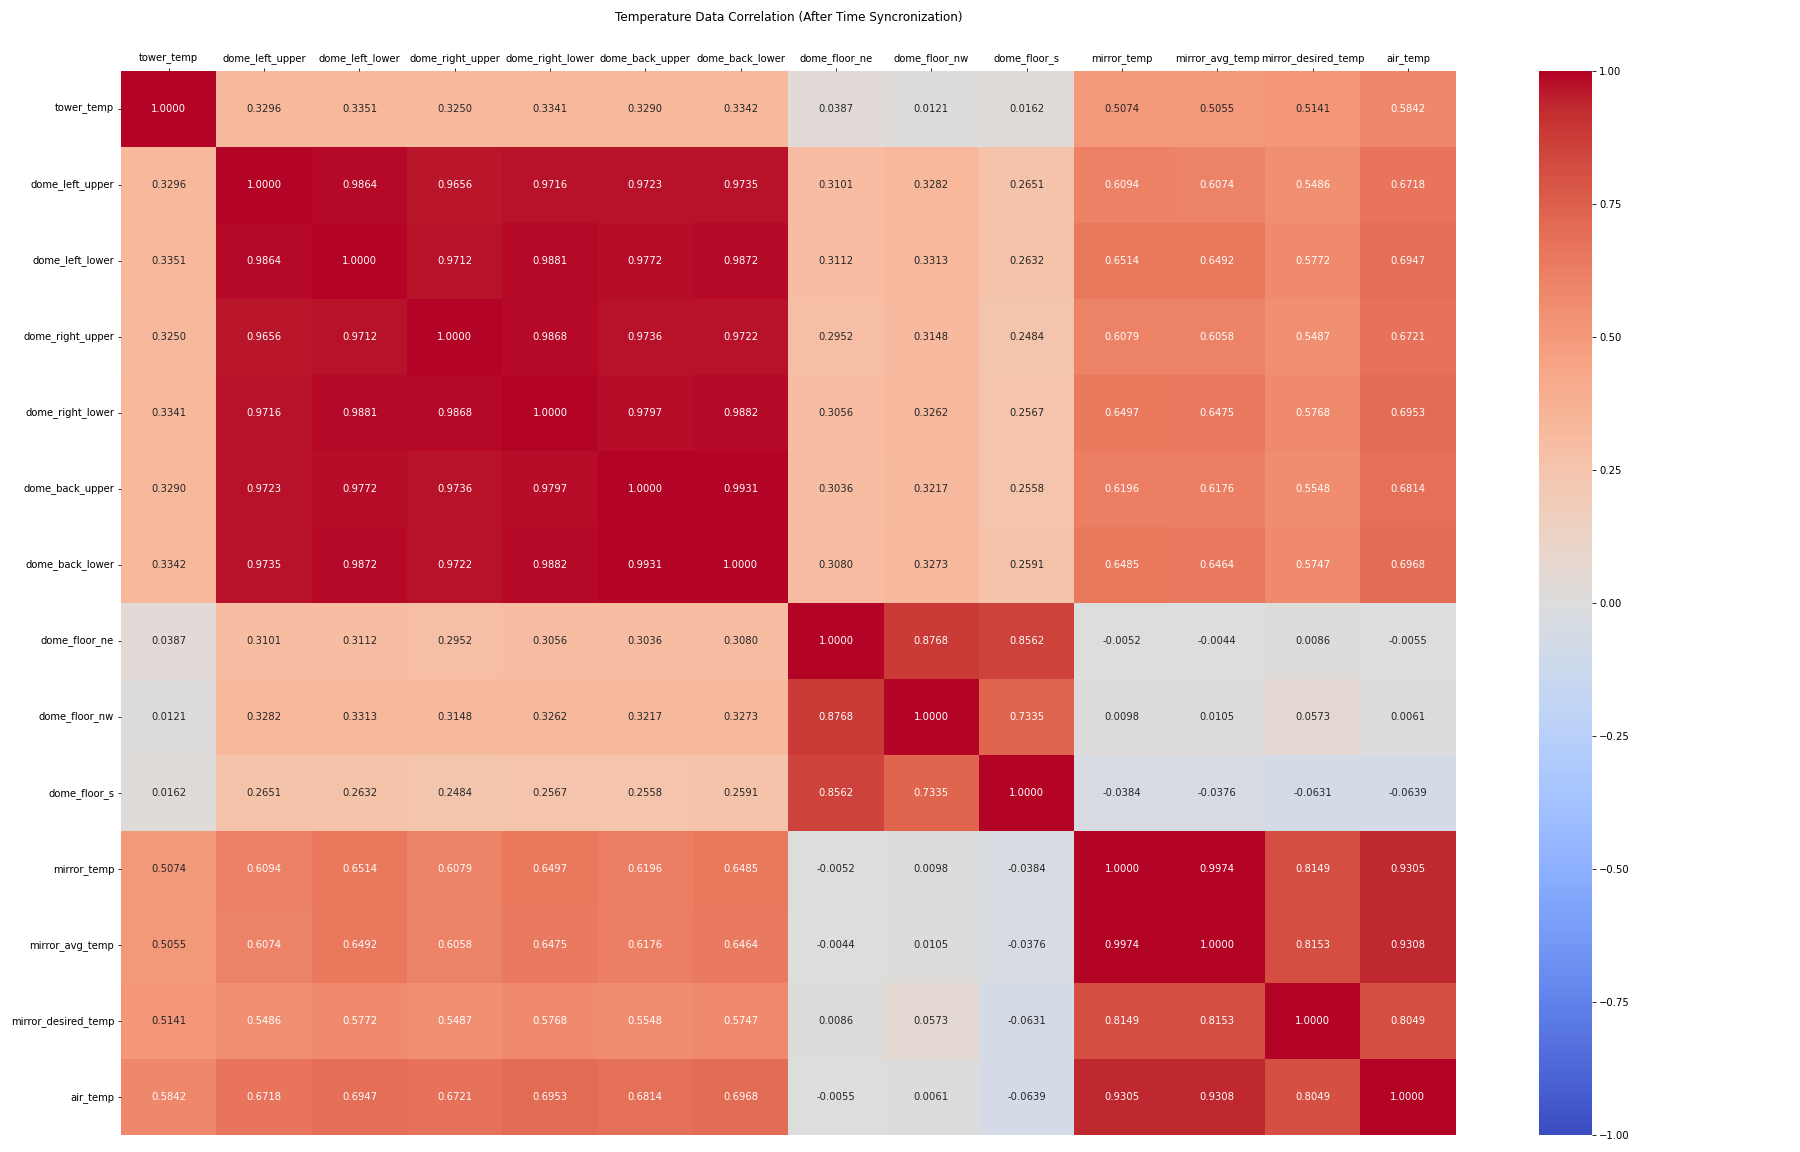 Temperature Data Correlation (After Time Syncronization)
tower_temp dome_left_upper dome_left_lower dome_right_upper dome_right_lower dome_back_upper dome_back_lower dome_floor_ne dome_floor_nw dome_floor_s mirror_temp mirror_avg_temp mirror_desired_temp air_temp
tower_temp 1.0000 0.3296 0.3351 0.3250 0.3341 0.3290 0.3342 0.0387 0.0121 0.0162 0.5074 0.5055 0.5141 0.5842
dome_left_upper 0.3296 1.0000 0.9864 0.9656 0.9716 0.9723 0.9735 0.3101 0.3282 0.2651 0.6094 0.6074 0.5486 0.6718
dome_left_lower 0.3351 0.9864 1.0000 0.9712 0.9881 0.9772 0.9872 0.3112 0.3313 0.2632 0.6514 0.6492 0.5772 0.6947
dome_right_upper 0.3250 0.9656 0.9712 1.0000 0.9868 0.9736 0.9722 0.2952 0.3148 0.2484 0.6079 0.6058 0.5487 0.6721
dome_right_lower 0.3341 0.9716 0.9881 0.9868 1.0000 0.9797 0.9882 0.3056 0.3262 0.2567 0.6497 0.6475 0.5768 0.6953
dome_back_upper 0.3290 0.9723 0.9772 0.9736 0.9797 1.0000 0.9931 0.3036 0.3217 0.2558 0.6196 0.6176 0.5548 0.6814
dome_back_lower 0.3342 0.9735 0.9872 0.9722 0.9882 0.9931 1.0000 0.3080 0.3273 0.2591 0.6485 0.6464 0.5747 0.6968
dome_floor_ne 0.0387 0.3101 0.3112 0.2952 0.3056 0.3036 0.3080 1.0000 0.8768 0.8562 -0.0052 -0.0044 0.0086 -0.0055
dome_floor_nw 0.0121 0.3282 0.3313 0.3148 0.3262 0.3217 0.3273 0.8768 1.0000 0.7335 0.0098 0.0105 0.0573 0.0061
dome_floor_s 0.0162 0.2651 0.2632 0.2484 0.2567 0.2558 0.2591 0.8562 0.7335 1.0000 -0.0384 -0.0376 -0.0631 -0.0639
mirror_temp 0.5074 0.6094 0.6514 0.6079 0.6497 0.6196 0.6485 -0.0052 0.0098 -0.0384 1.0000 0.9974 0.8149 0.9305
mirror_avg_temp 0.5055 0.6074 0.6492 0.6058 0.6475 0.6176 0.6464 -0.0044 0.0105 -0.0376 0.9974 1.0000 0.8153 0.9308
mirror_desired_temp 0.5141 0.5486 0.5772 0.5487 0.5768 0.5548 0.5747 0.0086 0.0573 -0.0631 0.8149 0.8153 1.0000 0.8049
air_temp 0.5842 0.6718 0.6947 0.6721 0.6953 0.6814 0.6968 -0.0055 0.0061 -0.0639 0.9305 0.9308 0.8049 1.0000
1.00
0.75
0.50
0.25
0.00
−0.25
−0.50
−0.75
−1.00